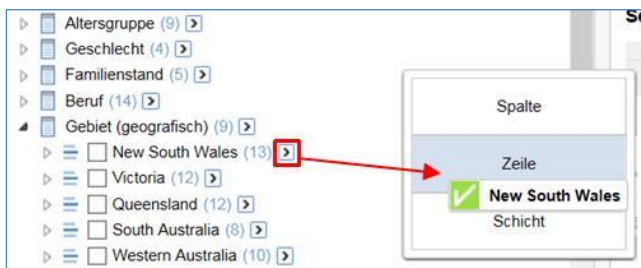 Altersgruppe (9)
Geschlecht (4)
Familienstand (5)
Beruf (14)
Gebiet (geografisch) (9)
New South Wales (13)
Victoria (12)
Queensland (12)
South Australia (8)
Western Australia (10)
Spalte
Zeile
New South Wales
Schicht